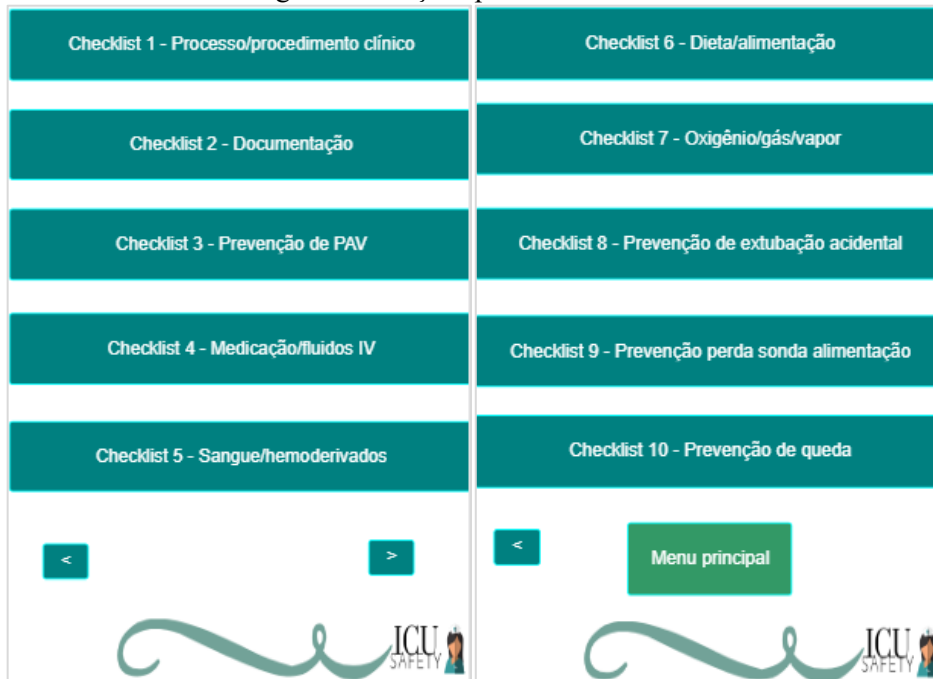 Checklist 1 - Processo/procedimento clínico
Checklist 2 - Documentação
Checklist 3 - Prevenção de PAV
Checklist 4 - Medicação/fluidos IV
Checklist 5 - Sangue/hemoderivados
<
>
ICU
SAFETY
Checklist 6 - Dieta/alimentação
Checklist 7 - Oxigênio/gás/vapor
Checklist 8 - Prevenção de extubação acidental
Checklist 9 - Prevenção perda sonda alimentação
Checklist 10 - Prevenção de queda
<
Menu principal
ICU
SAFETY